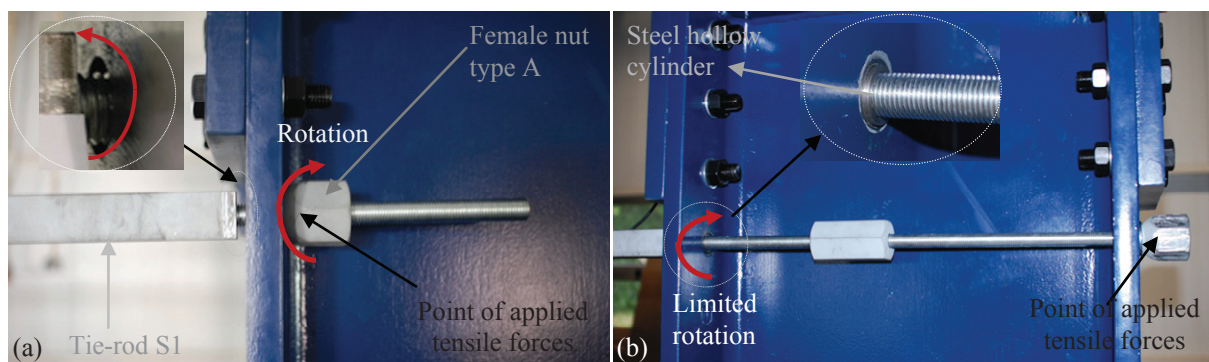 Female nut
type A
Rotation
Point of applied
tensile forces
Tie-rod S1
(a)
Steel hollow
cylinder
Limited
rotation
Point of applied
tensile forces
(b)